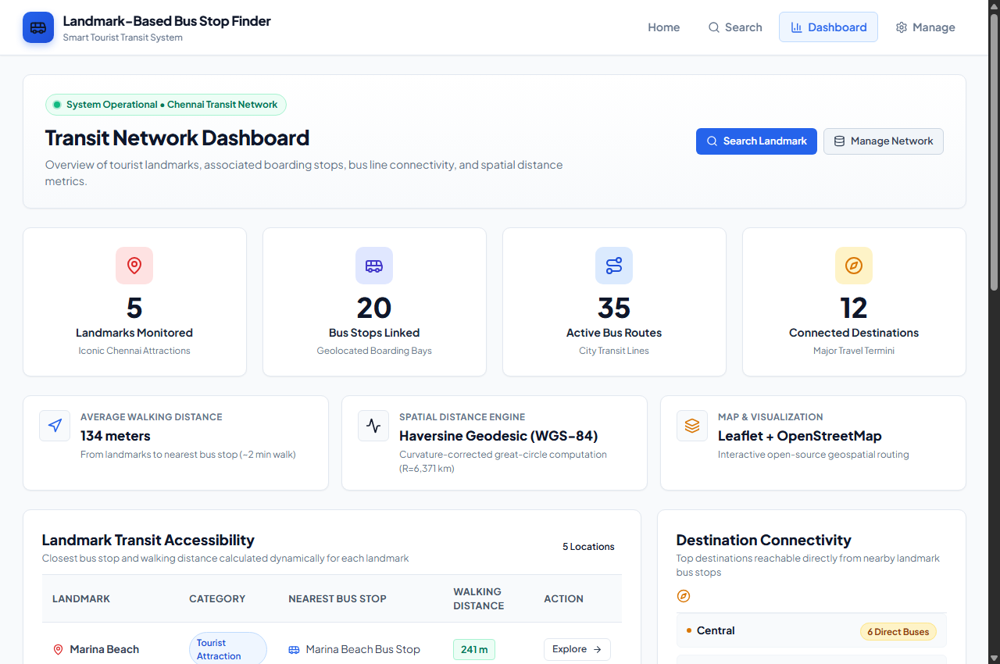 Landmark-Based Bus Stop Finder
Smart Tourist Transit System
Home
Search
Dashboard
Manage
System Operational • Chennai Transit Network
Transit Network Dashboard
Overview of tourist landmarks, associated boarding stops, bus line connectivity, and spatial distance
metrics.
Search Landmark
Manage Network
5
Landmarks Monitored
Iconic Chennai Attractions
20
Bus Stops Linked
Geolocated Boarding Bays
35
Active Bus Routes
City Transit Lines
12
Connected Destinations
Major Travel Termini
AVERAGE WALKING DISTANCE
134 meters
From landmarks to nearest bus stop (~2 min walk)
SPATIAL DISTANCE ENGINE
Haversine Geodesic (WGS-84)
Curvature-corrected great-circle computation
(R=6,371 km)
MAP & VISUALIZATION
Leaflet + OpenStreetMap
Interactive open-source geospatial routing
Landmark Transit Accessibility
Closest bus stop and walking distance calculated dynamically for each landmark
5 Locations
LANDMARK
CATEGORY
NEAREST BUS STOP
WALKING
DISTANCE
ACTION
Marina Beach
Tourist
Attraction
Marina Beach Bus Stop
241 m
Explore →
Destination Connectivity
Top destinations reachable directly from nearby landmark
bus stops
Central
6 Direct Buses